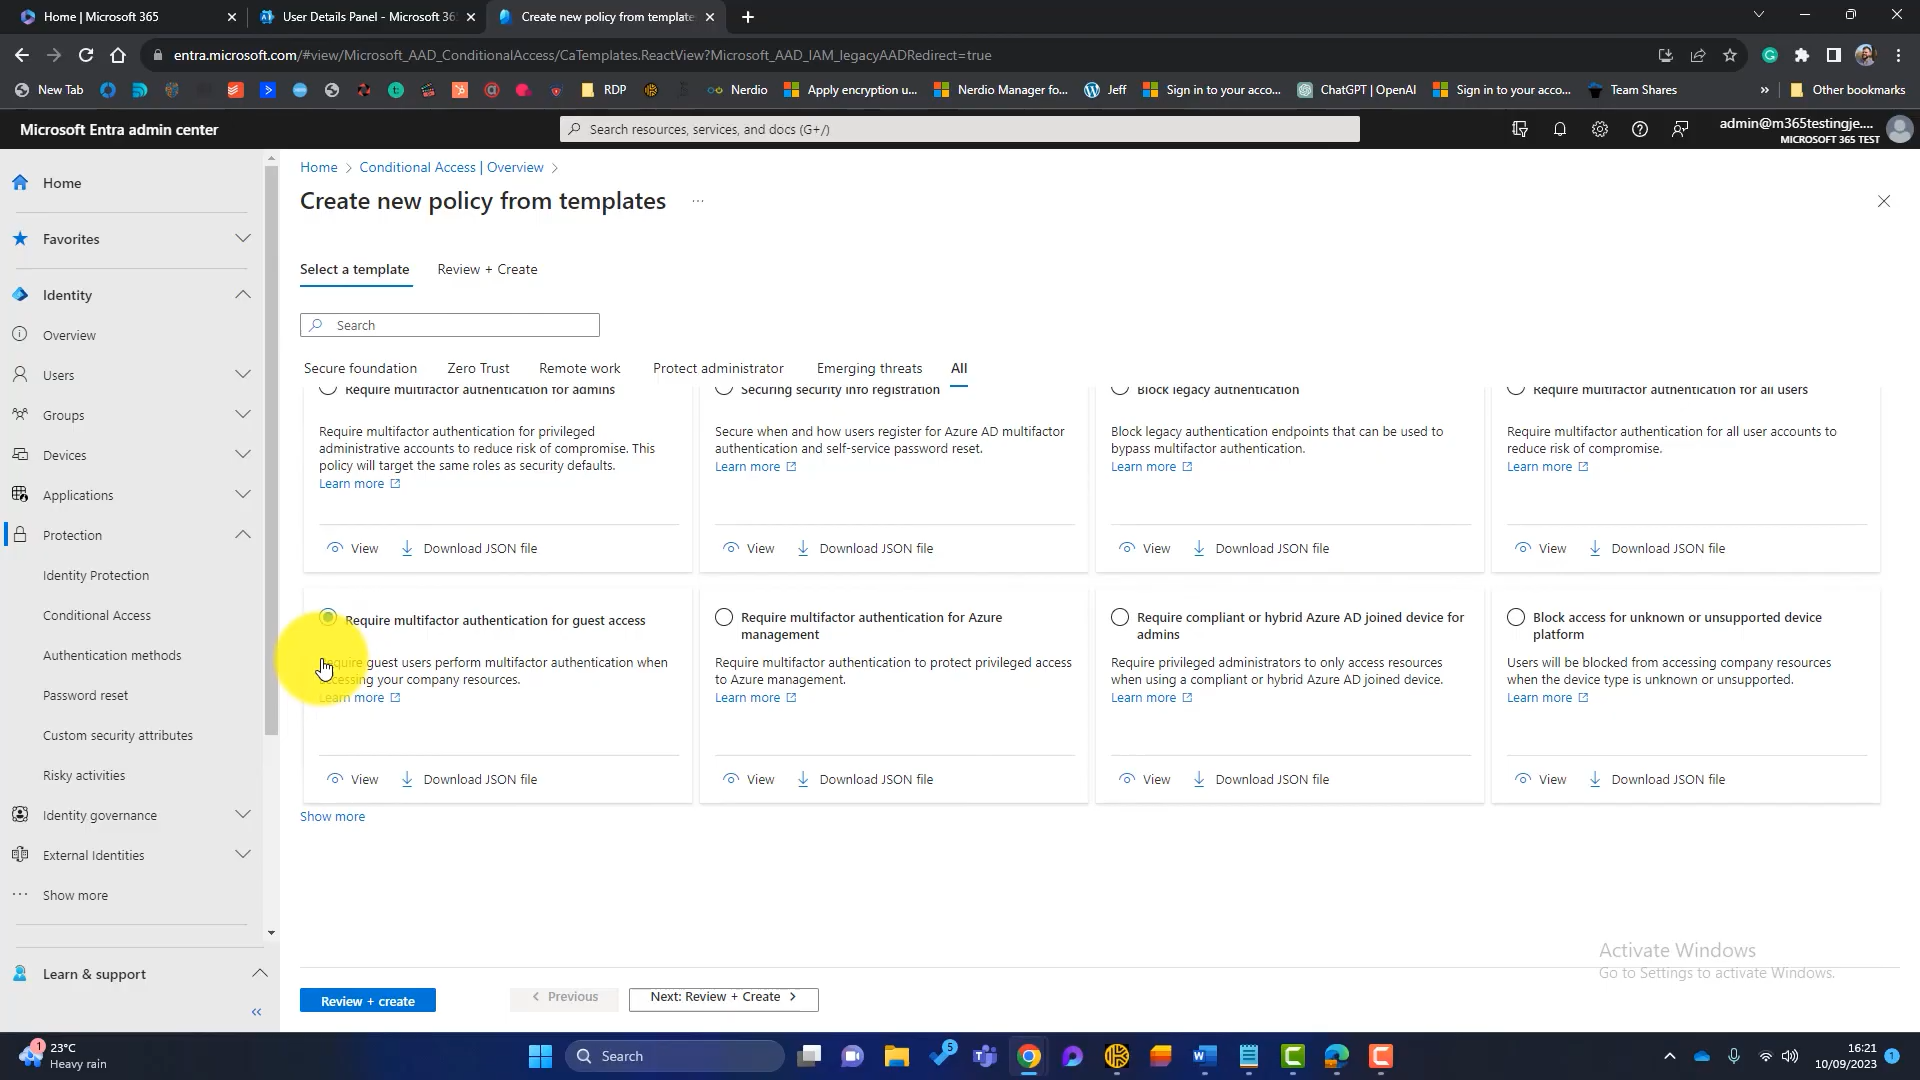 Home | Microsoft 365
User Details Panel - Microsoft 36
Create new policy from template
entra.microsoft.com/#view/Microsoft_AAD_ConditionalAccess/CaTemplates.ReactView?Microsoft_AAD_IAM_legacyAADRedirect=true
New Tab
RDP
Nerdio
Apply encryption u...
Nerdio Manager fo...
Jeff
Sign in to your acco...
ChatGPT | OpenAI
Sign in to your acco...
Team Shares
»
Other bookmarks
Microsoft Entra admin center
Search resources, services, and docs (G+/)
admin@m365testingje....
MICROSOFT 365 TEST
Home
Favorites
Identity
Overview
Users
Groups
Devices
Applications
Protection
Identity Protection
Conditional Access
Authentication methods
Password reset
Custom security attributes
Risky activities
Identity governance
External Identities
Show more
Learn & support
Home > Conditional Access | Overview >
Create new policy from templates ...
Select a template
Review + Create
Search
Secure foundation
Zero Trust
Remote work
Protect administrator
Emerging threats
All
Require multifactor authentication for admins
Require multifactor authentication for privileged
administrative accounts to reduce risk of compromise. This
policy will target the same roles as security defaults.
Learn more
View
Download JSON file
Securing security info registration
Secure when and how users register for Azure AD multifactor
authentication and self-service password reset.
Learn more
View
Download JSON file
Block legacy authentication
Block legacy authentication endpoints that can be used to
bypass multifactor authentication.
Learn more
View
Download JSON file
Require multifactor authentication for all users
Require multifactor authentication for all user accounts to
reduce risk of compromise.
Learn more
View
Download JSON file
Require multifactor authentication for guest access
Require guest users perform multifactor authentication when
accessing your company resources.
Learn more
View
Download JSON file
Require multifactor authentication for Azure
management
Require multifactor authentication to protect privileged access
to Azure management.
Learn more
View
Download JSON file
Require compliant or hybrid Azure AD joined device for
admins
Require privileged administrators to only access resources
when using a compliant or hybrid Azure AD joined device.
Learn more
View
Download JSON file
Block access for unknown or unsupported device
platform
Users will be blocked from accessing company resources
when the device type is unknown or unsupported.
Learn more
View
Download JSON file
Show more
Activate Windows
Go to Settings to activate Windows.
Review + create
< Previous
Next: Review + Create >
1
23°C
Heavy rain
Search
5
16:21
10/09/2023
1